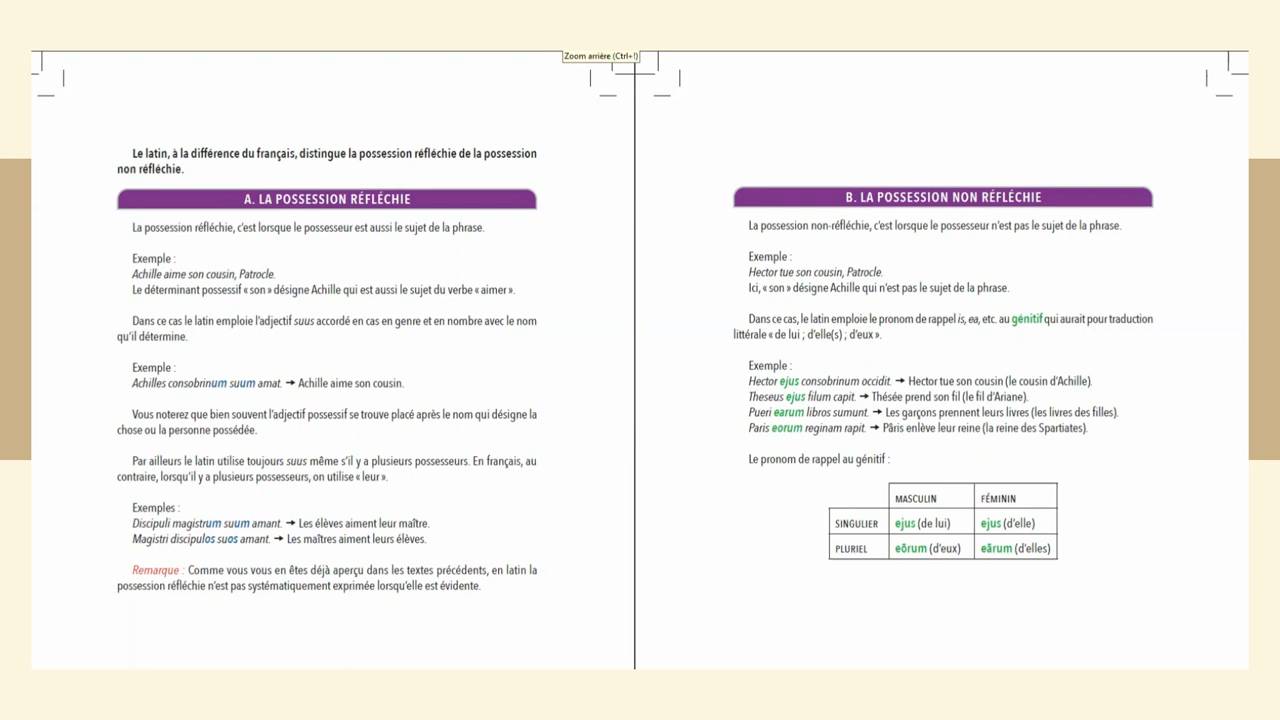 Zoom arrière (Ctrl+!)
Le latin, à la différence du français, distingue la possession réfléchie de la possession
non réfléchie.
A. LA POSSESSION RÉFLÉCHIE
La possession réfléchie, c'est lorsque le possesseur est aussi le sujet de la phrase.
Exemple :
Achille aime son cousin, Patrocle.
Le déterminant possessif « son » désigne Achille qui est aussi le sujet du verbe « aimer ».
Dans ce cas le latin emploie l'adjectif suus accordé en cas en genre et en nombre avec le nom
qu'il détermine.
Exemple :
Achilles consobrinum suum amat. → Achille aime son cousin.
Vous noterez que bien souvent l'adjectif possessif se trouve placé après le nom qui désigne la
chose ou la personne possédée.
Par ailleurs le latin utilise toujours suus même s'il y a plusieurs possesseurs. En français, au
contraire, lorsqu'il y a plusieurs possesseurs, on utilise « leur ».
Exemples :
Discipuli magistrum suum amant. → Les élèves aiment leur maître.
Magistri discipulos suos amant. → Les maîtres aiment leurs élèves.
Remarque : Comme vous vous en êtes déjà aperçu dans les textes précédents, en latin la
possession réfléchie n'est pas systématiquement exprimée lorsqu'elle est évidente.
B. LA POSSESSION NON RÉFLÉCHIE
La possession non-réfléchie, c'est lorsque le possesseur n'est pas le sujet de la phrase.
Exemple :
Hector tue son cousin, Patrocle.
Ici, « son » désigne Achille qui n'est pas le sujet de la phrase.
Dans ce cas, le latin emploie le pronom de rappel is, ea, etc. au génitif qui aurait pour traduction
littérale « de lui ; d'elle(s) ; d'eux ».
Exemple :
Hector ejus consobrinum occidit. → Hector tue son cousin (le cousin d'Achille).
Theseus ejus filum capit. → Thésée prend son fil (le fil d'Ariane).
Pueri earum libros sumunt. → Les garçons prennent leurs livres (les livres des filles).
Paris eorum reginam rapit. → Pâris enlève leur reine (la reine des Spartiates).
Le pronom de rappel au génitif :
MASCULIN FÉMININ
SINGULIER ejus (de lui) ejus (d'elle)
PLURIEL eōrum (d'eux) eārum (d'elles)